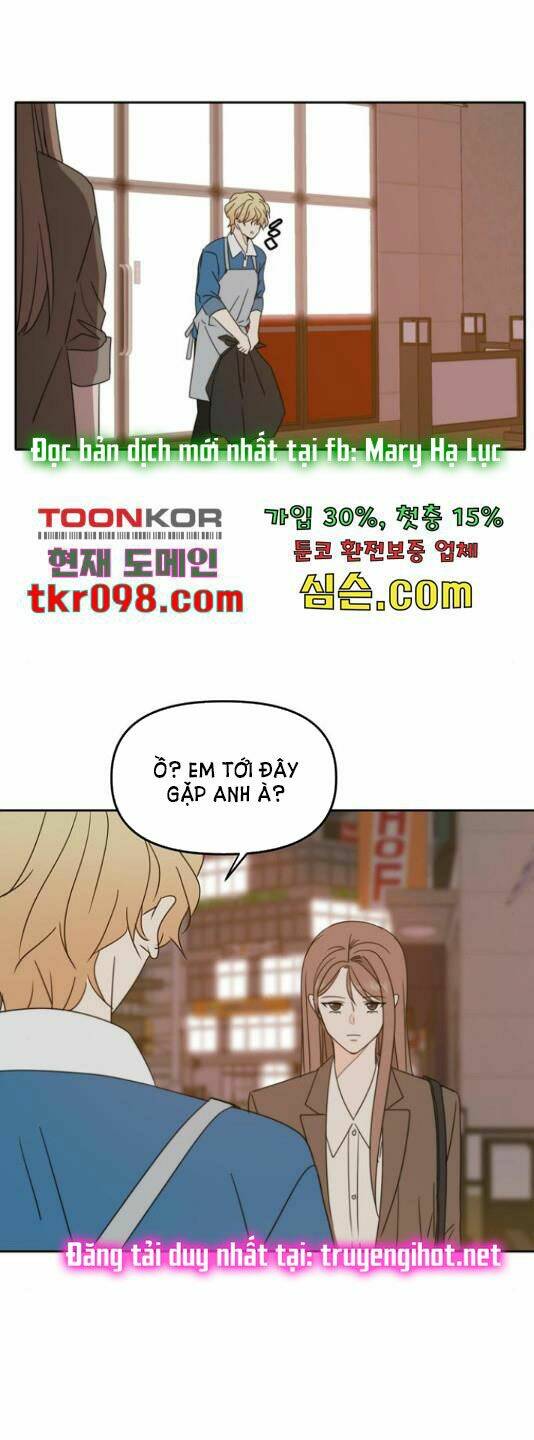 Đọc bản dịch mới nhất tại fb: Mary Hạ Lục
TOONKOR
현재 도메인
tkr098.com
가입 30%, 첫충 15%
툰코 환전보증 업체
심슨.com
Ồ? EM TỚI ĐÂY
GẶP ANH À?
HOF
Đăng tải duy nhất tại: truyengihot.net